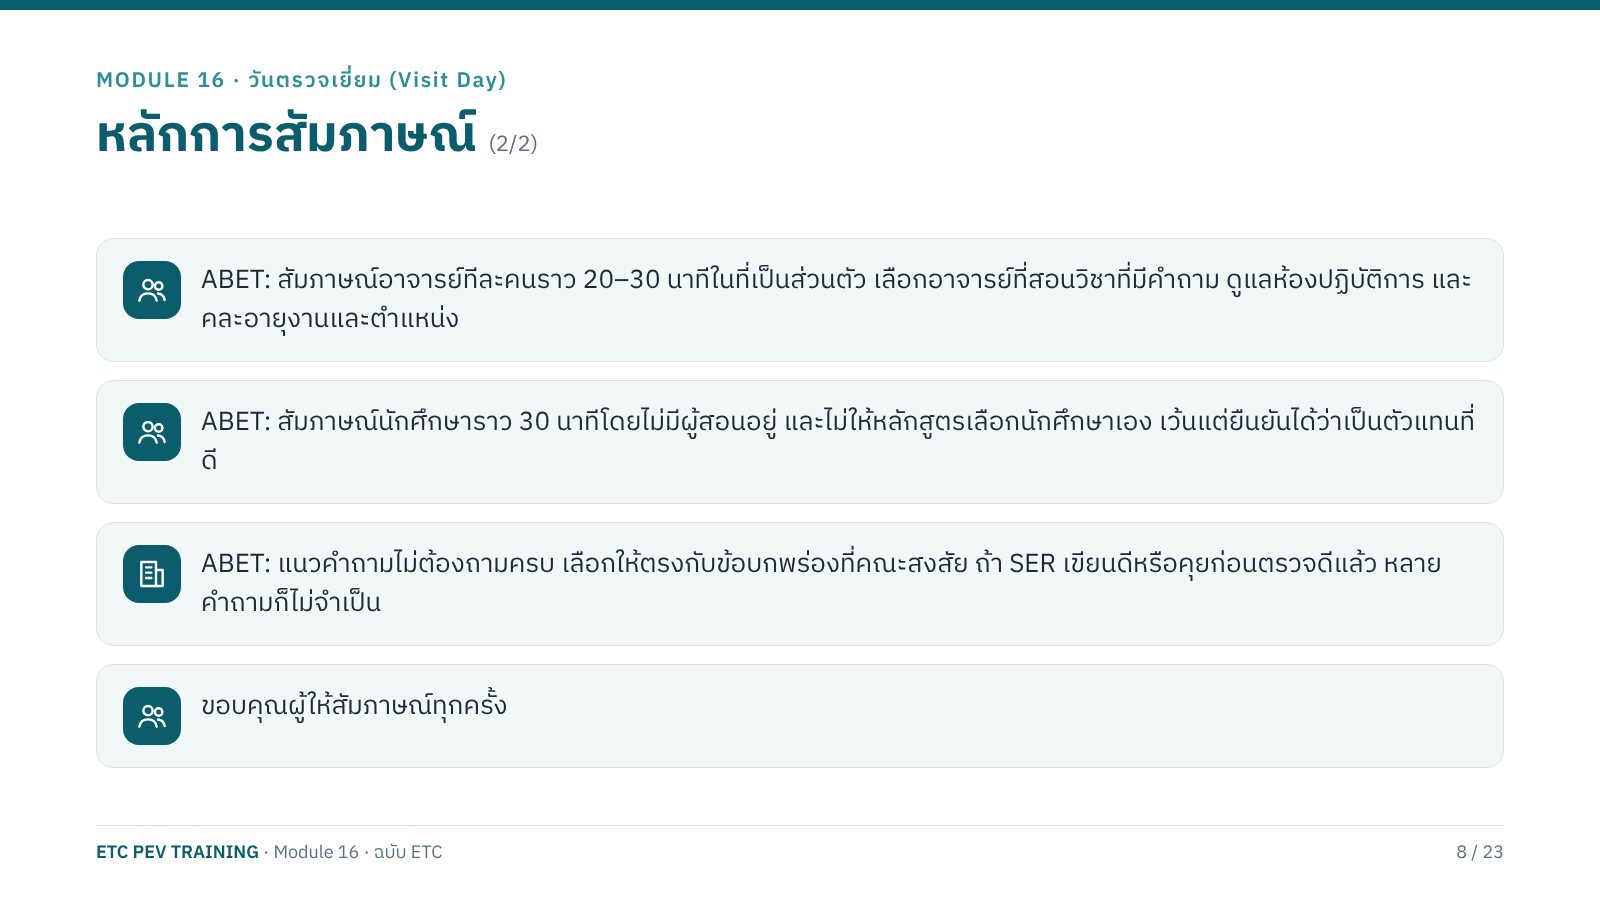 MODULE 16 · วันตรวจเยี่ยม (Visit Day)
หลักการสัมภาษณ์ (2/2)
ABET: สัมภาษณ์อาจารย์ทีละคนราว 20–30 นาทีในที่เป็นส่วนตัว เลือกอาจารย์ที่สอนวิชาที่มีคำถาม ดูแลห้องปฏิบัติการ และ
คละอายุงานและตำแหน่ง
ABET: สัมภาษณ์นักศึกษาราว 30 นาทีโดยไม่มีผู้สอนอยู่ และไม่ให้หลักสูตรเลือกนักศึกษาเอง เว้นแต่ยืนยันได้ว่าเป็นตัวแทนที่
ดี
ABET: แนวคำถามไม่ต้องถามครบ เลือกให้ตรงกับข้อบกพร่องที่คณะสงสัย ถ้า SER เขียนดีหรือคุยก่อนตรวจดีแล้ว หลาย
คำถามก็ไม่จำเป็น
ขอบคุณผู้ให้สัมภาษณ์ทุกครั้ง
ETC PEV TRAINING · Module 16 · ฉบับ ETC
8 / 23